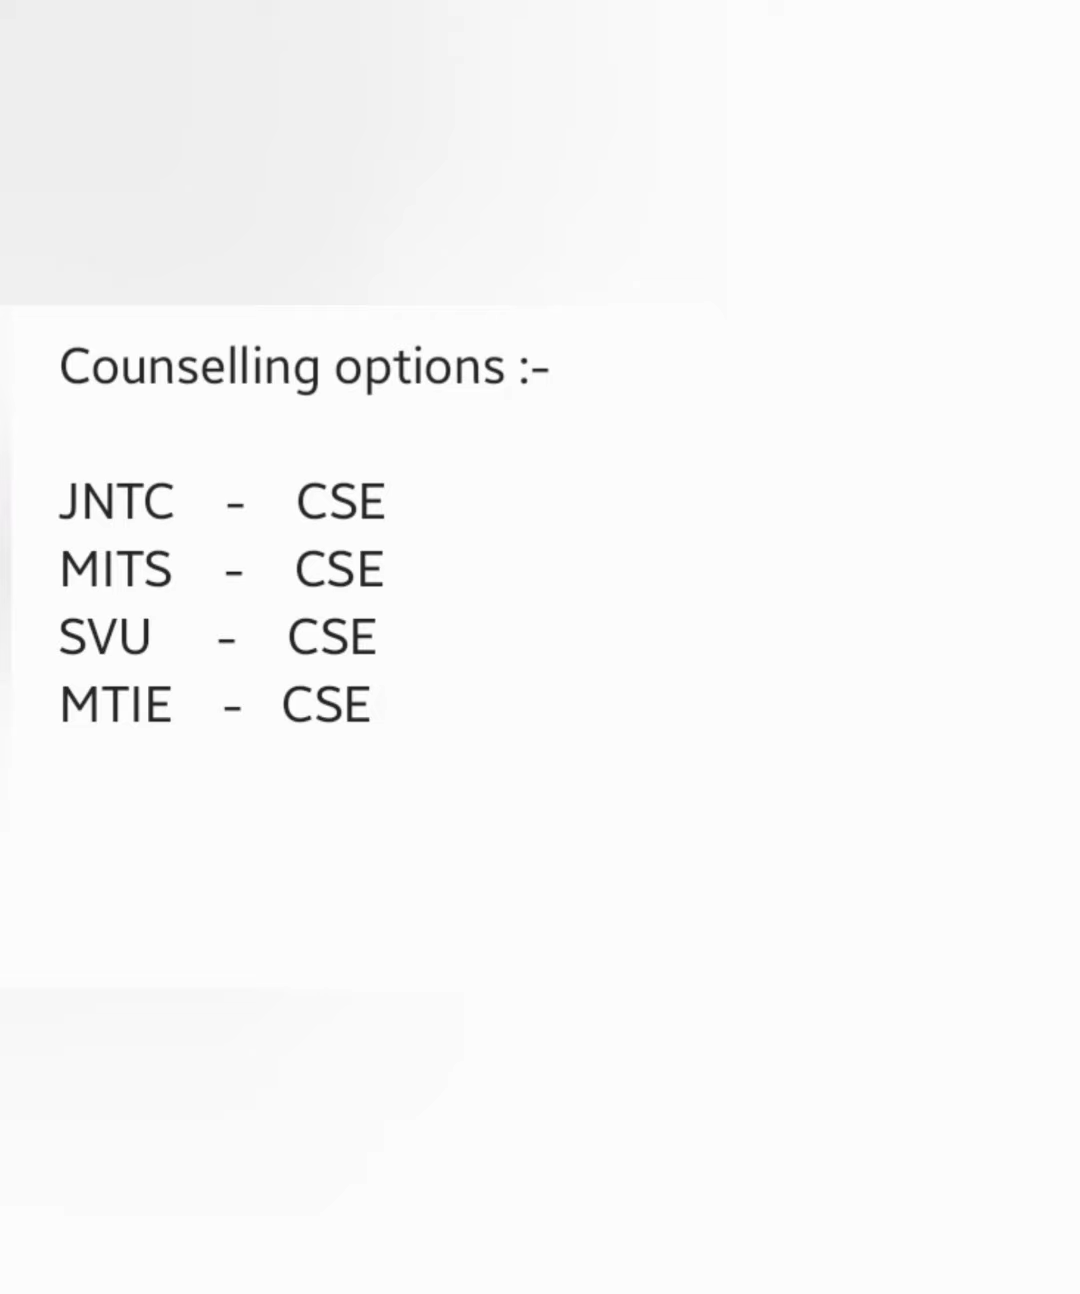 Counselling options :-
JNTC - CSE
MITS - CSE
SVU - CSE
MTIE - CSE